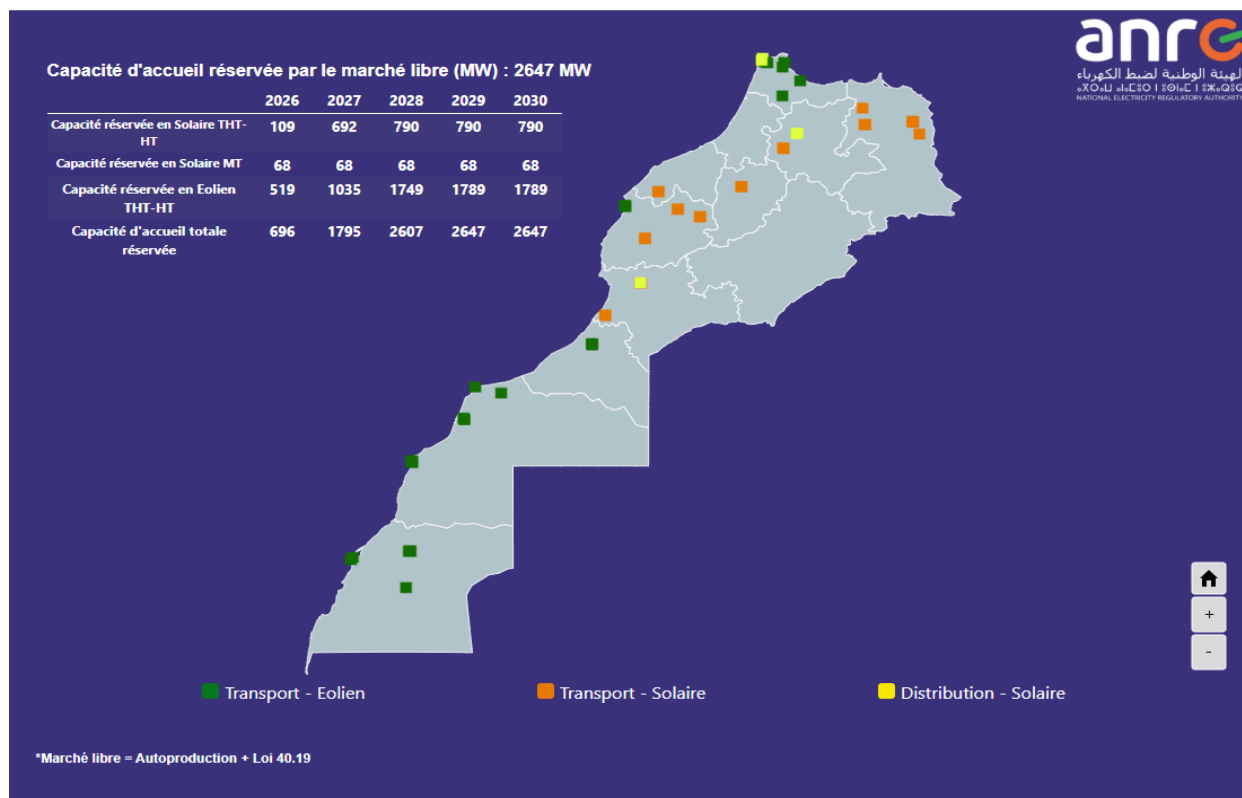 anre
الهيئة الوطنية لضبط الكهرباء
NATIONAL ELECTRICITY REGULATORY AUTHORITY
Capacité d'accueil réservée par le marché libre (MW) : 2647 MW
2026 2027 2028 2029 2030
Capacité réservée en Solaire THT-
HT 109 692 790 790 790
Capacité réservée en Solaire MT 68 68 68 68 68
Capacité réservée en Eolien
THT-HT 519 1035 1749 1789 1789
Capacité d'accueil totale
réservée 696 1795 2607 2647 2647
+
-
Transport - Eolien
Transport - Solaire
Distribution - Solaire
*Marché libre = Autoproduction + Loi 40.19